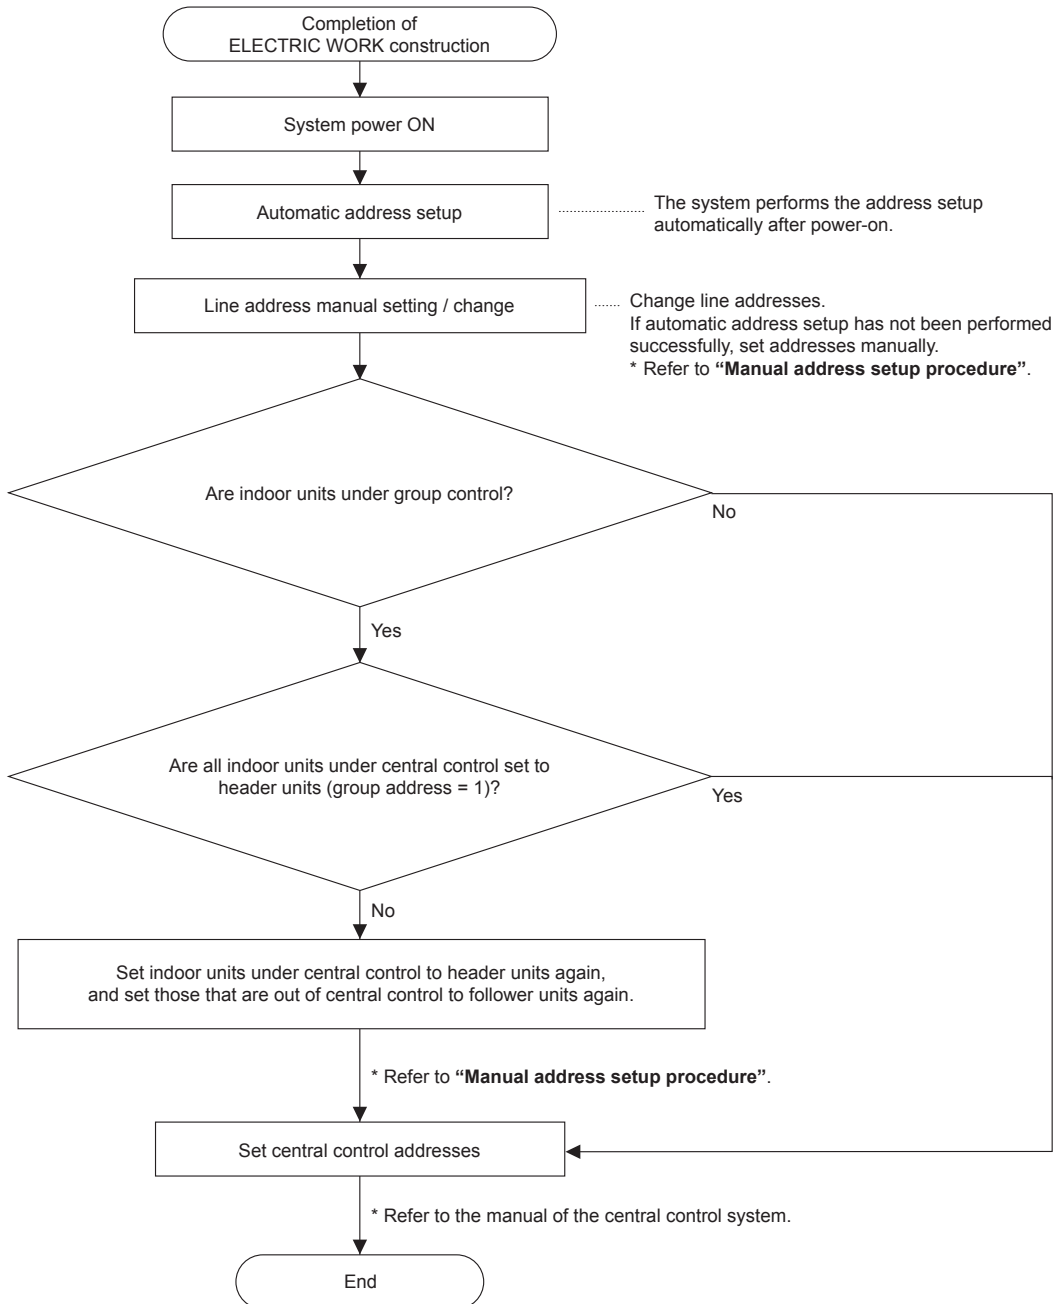 Completion of
ELECTRIC WORK construction
System power ON
Automatic address setup
The system performs the address setup
automatically after power-on.
Line address manual setting / change
Change line addresses.
If automatic address setup has not been performed
successfully, set addresses manually.
* Refer to “Manual address setup procedure”.
Are indoor units under group control?
No
Yes
Are all indoor units under central control set to
header units (group address = 1)?
Yes
No
Set indoor units under central control to header units again,
and set those that are out of central control to follower units again.
* Refer to “Manual address setup procedure”.
Set central control addresses
* Refer to the manual of the central control system.
End